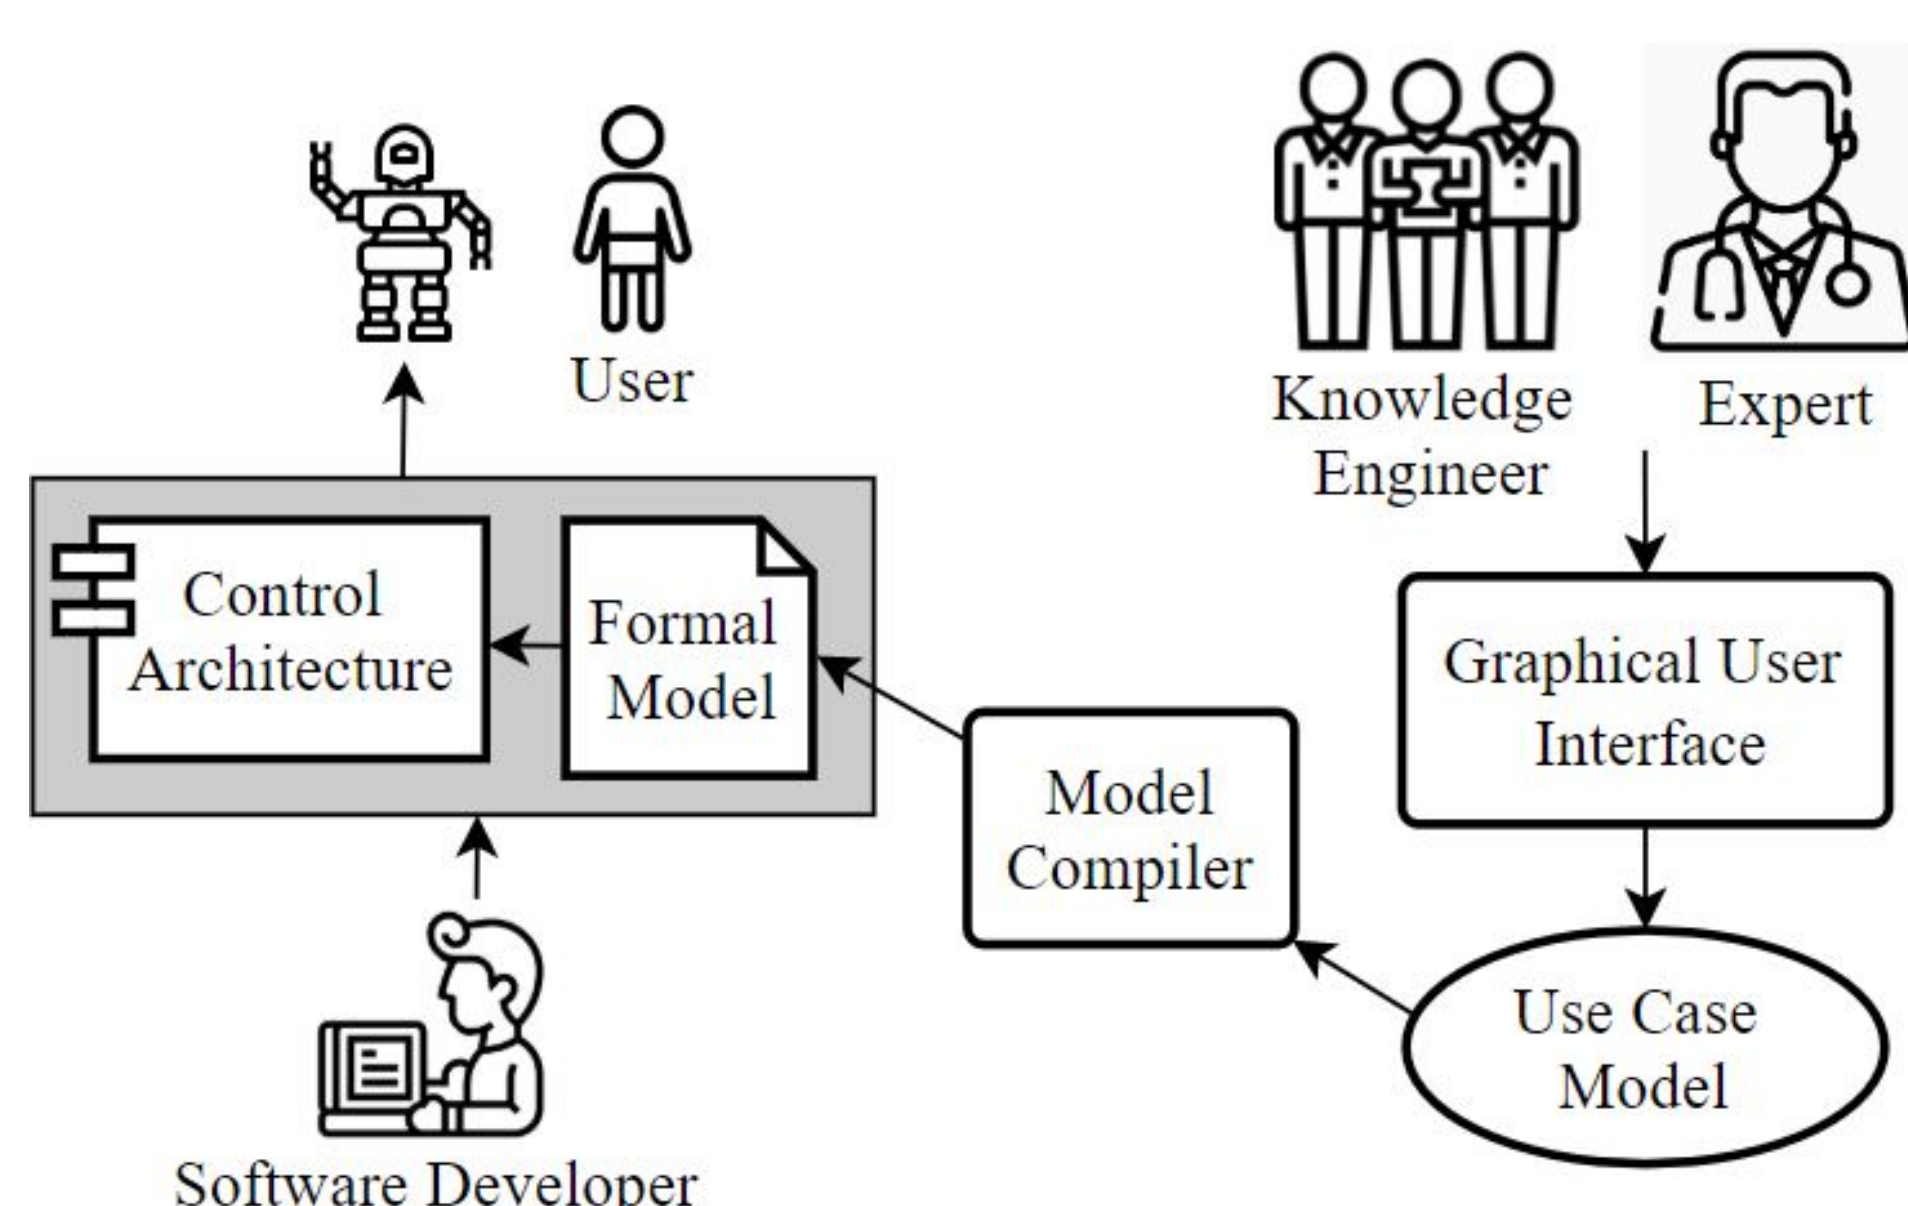 User
Knowledge
Engineer
Expert
Control
Architecture
Formal
Model
Graphical User
Interface
Model
Compiler
Use Case
Model
Software Developer